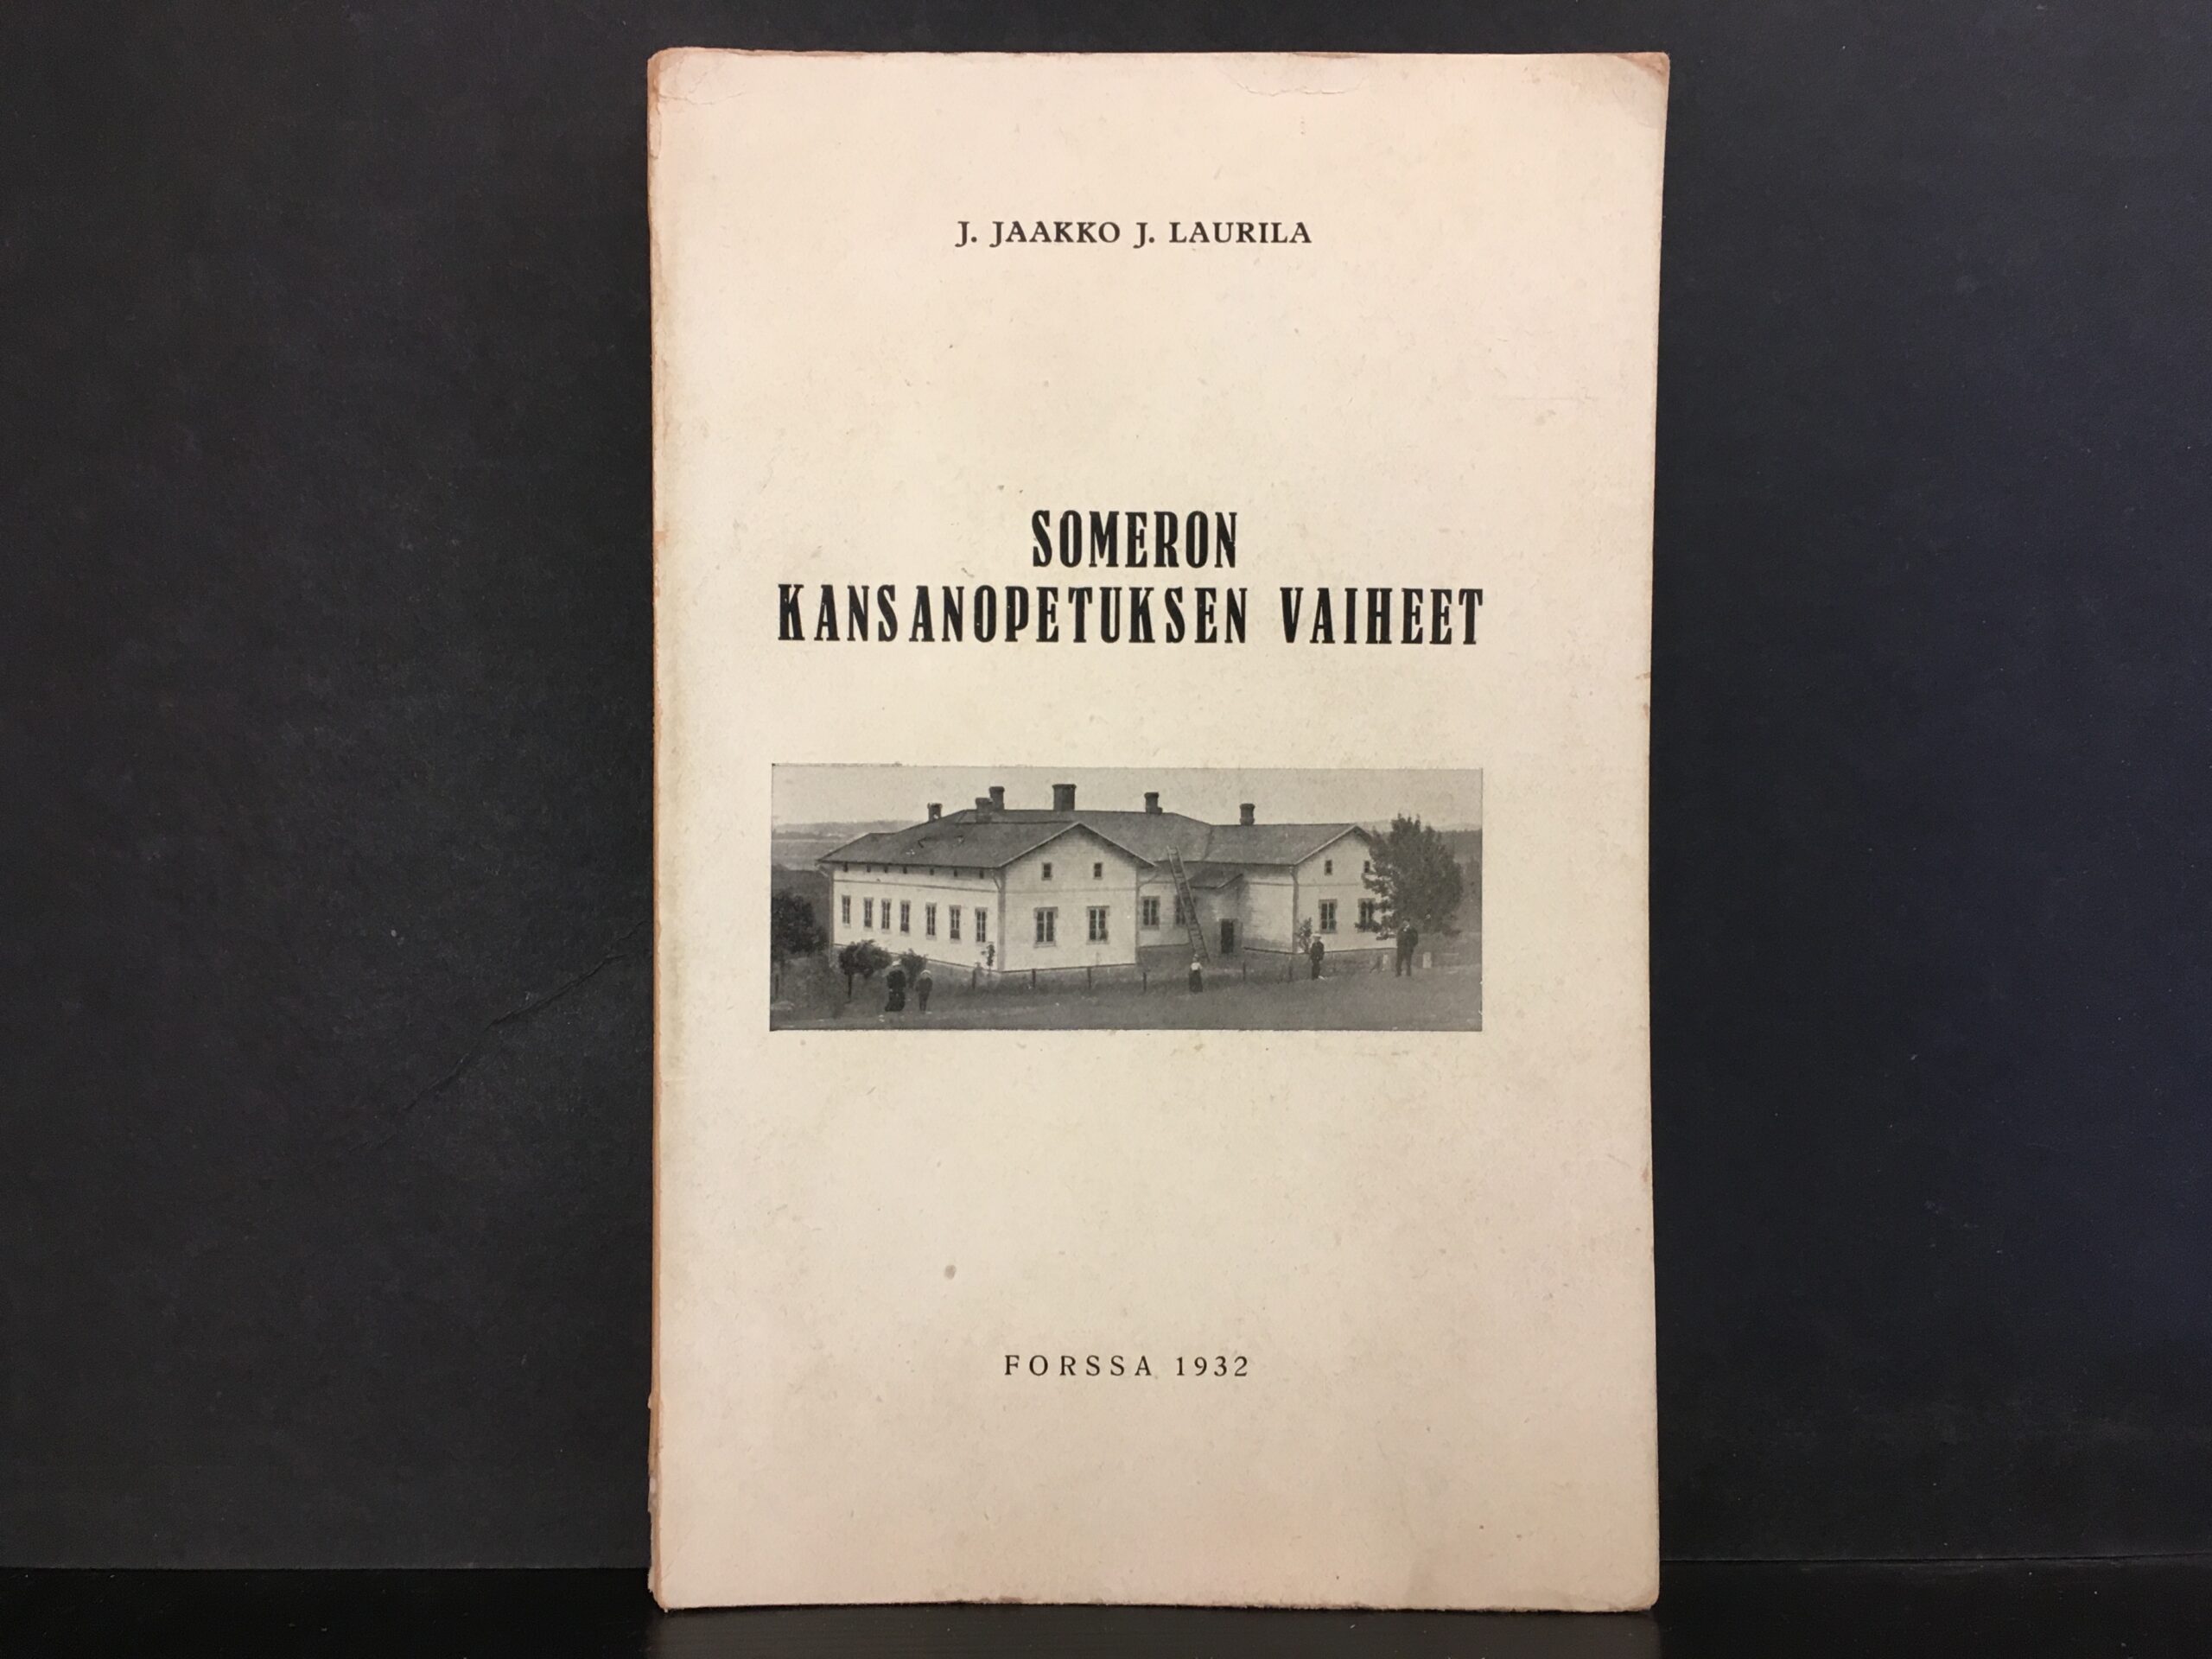 J. JAAKKO J. LAURILA
SOMERON
KANSANOPETUKSEN VAIHEET
FORSSA 1932